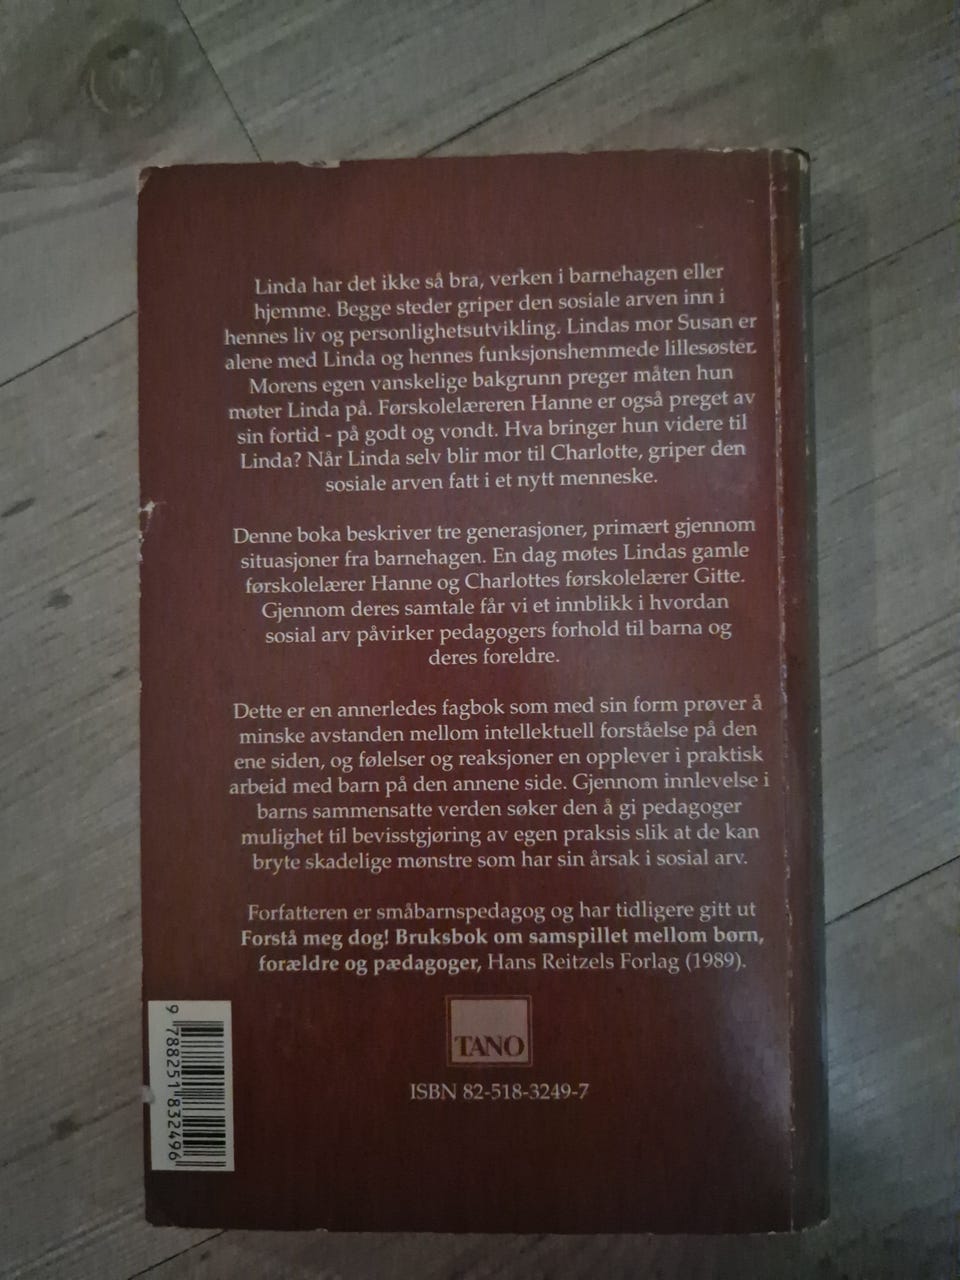 Linda har det ikke så bra, verken i barnehagen eller
hjemme. Begge steder griper den sosiale arven inn i
hennes liv og personlighetsutvikling. Lindas mor Susan er
alene med Linda og hennes funksjonshemmede lillesøster.
Morens egen vanskelige bakgrunn preger måten hun
møter Linda på. Førskolelæreren Hanne er også preget av
sin fortid - på godt og vondt. Hva bringer hun videre til
Linda? Når Linda selv blir mor til Charlotte, griper den
sosiale arven fatt i et nytt menneske.
Denne boka beskriver tre generasjoner, primært gjennom
situasjoner fra barnehagen. En dag møtes Lindas gamle
førskolelærer Hanne og Charlottes førskolelærer Gitte.
Gjennom deres samtale får vi et innblikk i hvordan
sosial arv påvirker pedagogers forhold til barna og
deres foreldre.
Dette er en annerledes fagbok som med sin form prøver å
minske avstanden mellom intellektuell forståelse på den
ene siden, og følelser og reaksjoner en opplever i praktisk
arbeid med barn på den annene side. Gjennom innlevelse i
barns sammensatte verden søker den å gi pedagoger
mulighet til bevisstgjøring av egen praksis slik at de kan
bryte skadelige mønstre som har sin årsak i sosial arv.
Forfatteren er småbarnspedagog og har tidligere gitt ut
Forstå meg dog! Bruksbok om samspillet mellom børn,
forældre og pædagoger, Hans Reitzels Forlag (1989).
TANO
ISBN 82-518-3249-7
9 788251 832496